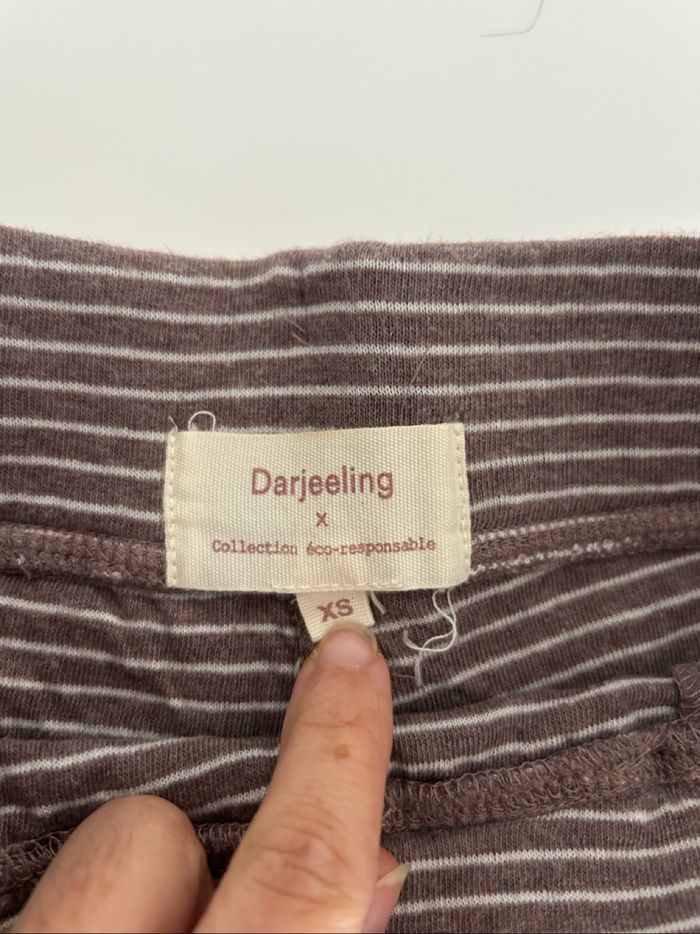 Darjeeling
x
Collection éco-responsable
XS